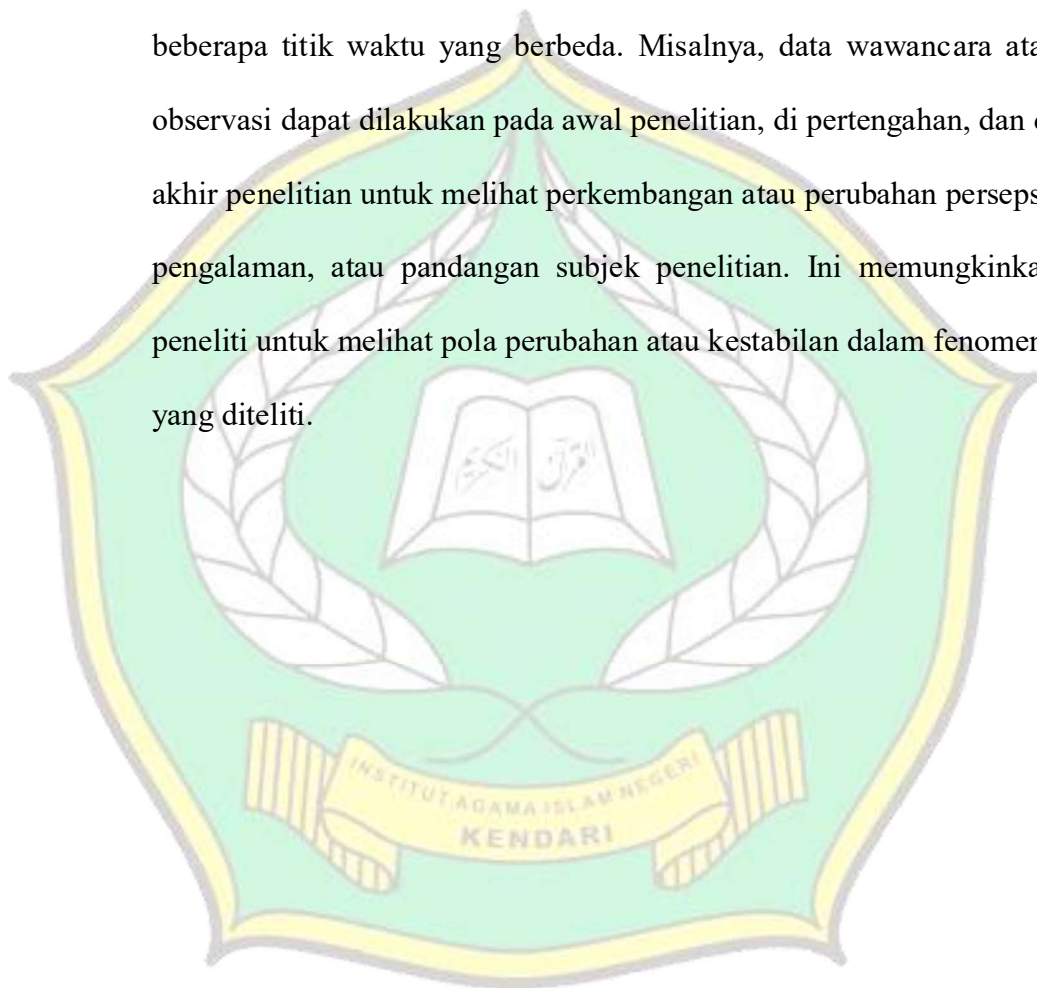 beberapa titik waktu yang berbeda. Misalnya, data wawancara ata
observasi dapat dilakukan pada awal penelitian, di pertengahan, dan
akhir penelitian untuk melihat perkembangan atau perubahan perseps
pengalaman, atau pandangan subjek penelitian. Ini memungkinka
peneliti untuk melihat pola perubahan atau kestabilan dalam fenomen
yang diteliti.
القرآن الكريم
INSTITUT AGAMA ISLAM NEGERI
KENDARI